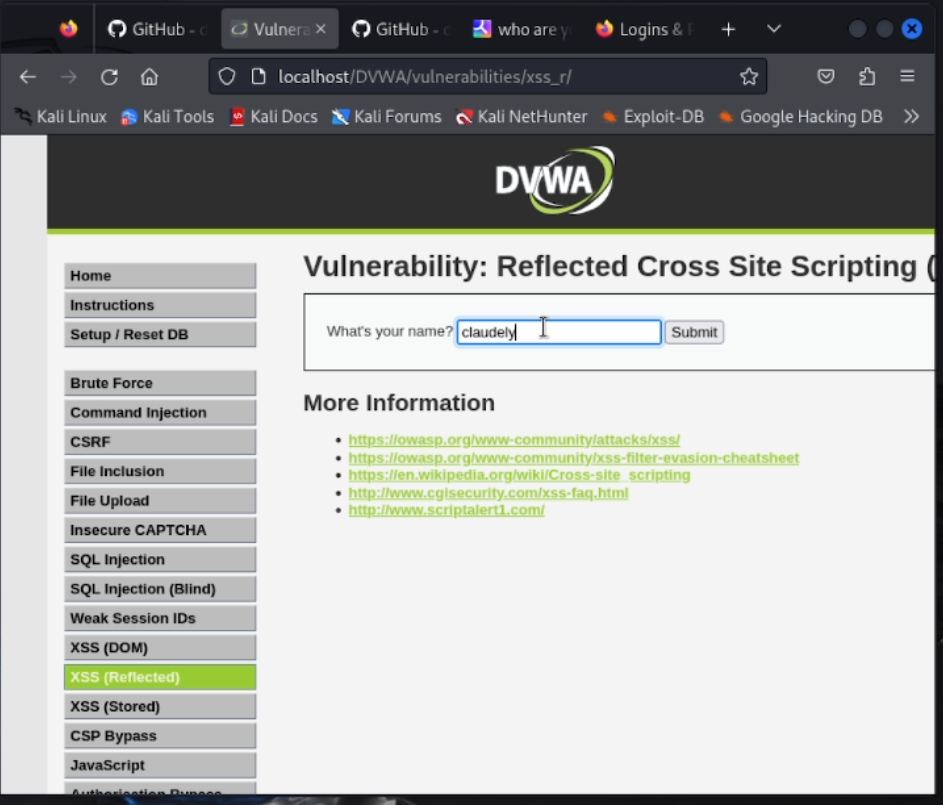 GitHub - d
Vulnera
GitHub - c
who are y
Logins & P
localhost/DVWA/vulnerabilities/xss_r/
Kali Linux Kali Tools Kali Docs Kali Forums Kali NetHunter Exploit-DB Google Hacking DB
DVWA
Vulnerability: Reflected Cross Site Scripting (
What's your name? claudely Submit
More Information
https://owasp.org/www-community/attacks/xss/
https://owasp.org/www-community/xss-filter-evasion-cheatsheet
https://en.wikipedia.org/wiki/Cross-site_scripting
http://www.cgisecurity.com/xss-faq.html
http://www.scriptalert1.com/
Home
Instructions
Setup / Reset DB
Brute Force
Command Injection
CSRF
File Inclusion
File Upload
Insecure CAPTCHA
SQL Injection
SQL Injection (Blind)
Weak Session IDs
XSS (DOM)
XSS (Reflected)
XSS (Stored)
CSP Bypass
JavaScript
Authorisation Bypass